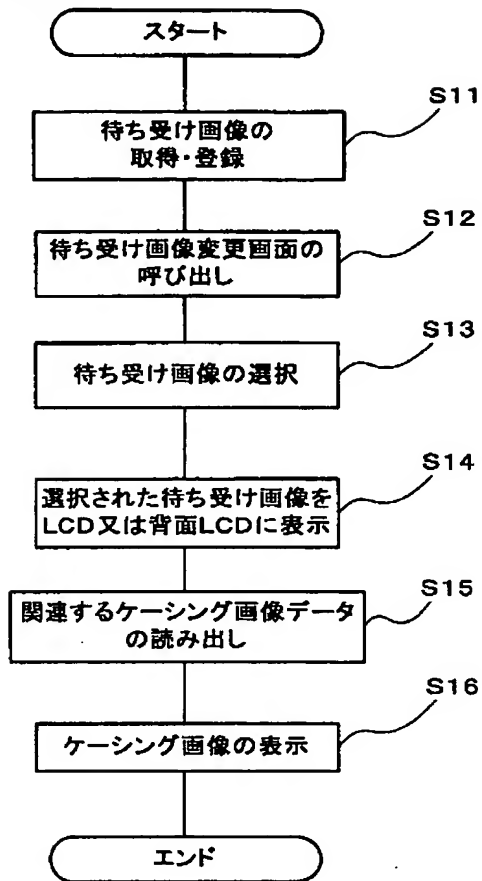 スタート
S11
待ち受け画像の
取得・登録
S12
待ち受け画像変更画面の
呼び出し
S13
待ち受け画像の選択
S14
選択された待ち受け画像を
LCD又は背面LCDに表示
S15
関連するケーシング画像データ
の読み出し
S16
ケーシング画像の表示
エンド